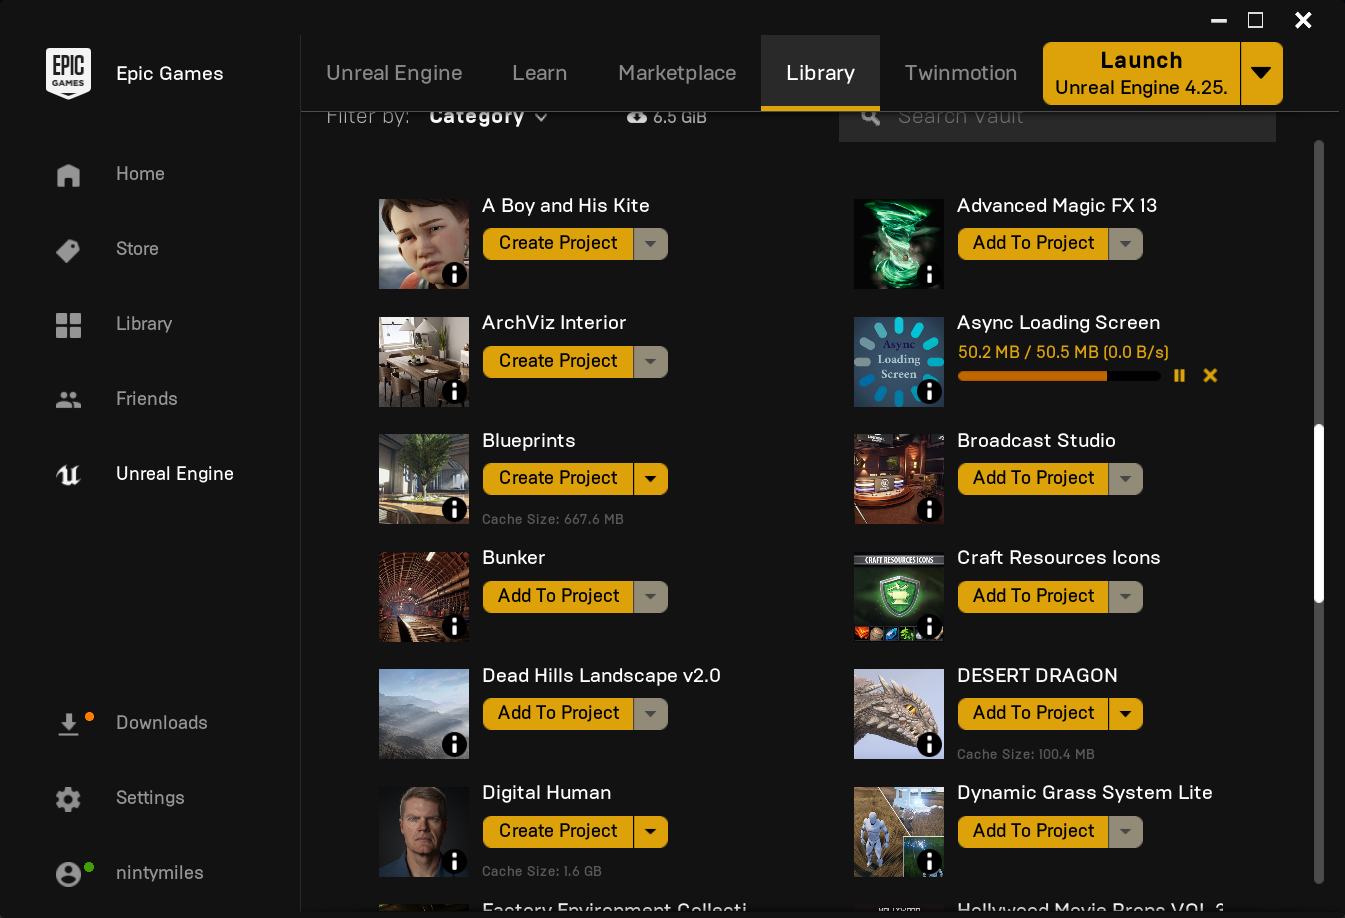 EPIC
GAMES
Epic Games
Unreal Engine
Learn
Marketplace
Library
Twinmotion
Launch
Unreal Engine 4.25.
Home
Store
Library
Friends
Unreal Engine
Downloads
Settings
nintymiles
Filter by:
Category
6.5 GiB
Search Vault
A Boy and His Kite
Create Project
Advanced Magic FX 13
Add To Project
ArchViz Interior
Create Project
Async
Loading
Screen
Async Loading Screen
50.2 MB / 50.5 MB (0.0 B/s)
Blueprints
Create Project
Cache Size: 667.6 MB
Broadcast Studio
Add To Project
Bunker
Add To Project
CRAFT RESOURCES ICONS
Craft Resources Icons
Add To Project
Dead Hills Landscape v2.0
Add To Project
DESERT DRAGON
Add To Project
Cache Size: 100.4 MB
Digital Human
Create Project
Cache Size: 1.6 GB
Dynamic Grass System Lite
Add To Project
Factory Environment Collecti
Hollywood Movie Props VOL.